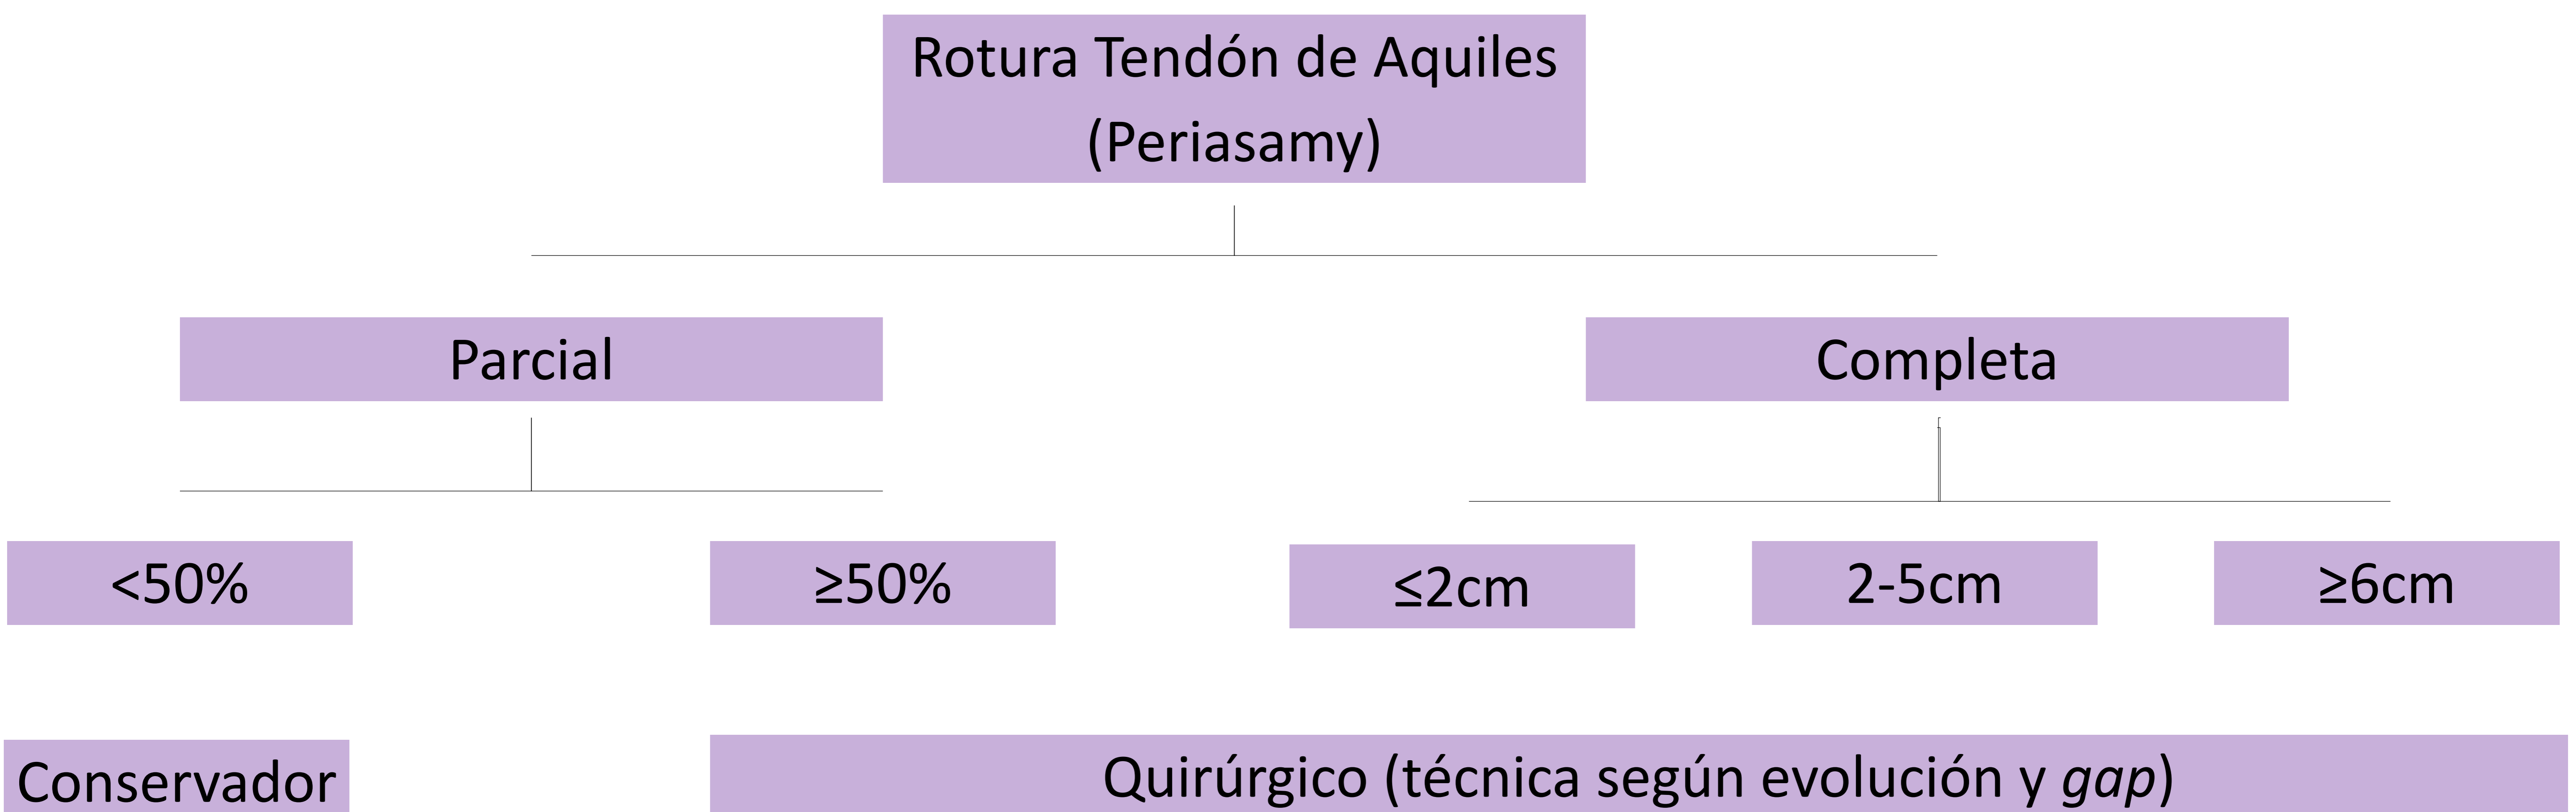 Rotura Tendón de Aquiles
(Periasamy)
Parcial
Completa
<50%
≥50%
≤2cm
2-5cm
≥6cm
Conservador
Quirúrgico (técnica según evolución y gap)